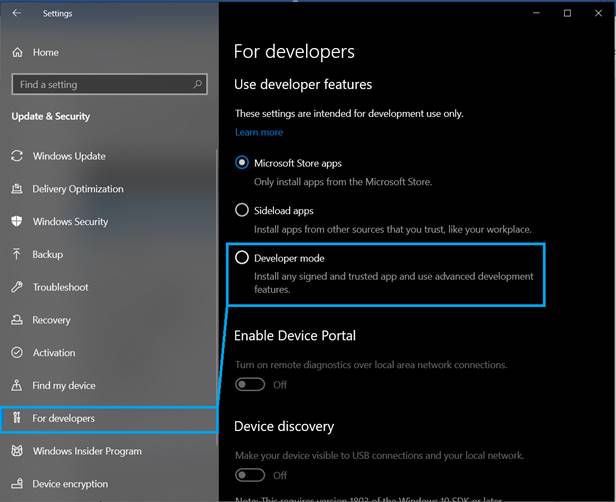 Settings
Home
Find a setting
Update & Security
Windows Update
Delivery Optimization
Windows Security
Backup
Troubleshoot
Recovery
Activation
Find my device
For developers
Windows Insider Program
Device encryption
For developers
Use developer features
These settings are intended for development use only.
Learn more
Microsoft Store apps
Only install apps from the Microsoft Store.
Sideload apps
Install apps from other sources that you trust, like your workplace.
Developer mode
Install any signed and trusted app and use advanced development
features.
Enable Device Portal
Turn on remote diagnostics over local area network connections.
Off
Device discovery
Make your device visible to USB connections and your local network.
Off
Note: This requires version 1803 of the Windows 10 SDK or later.